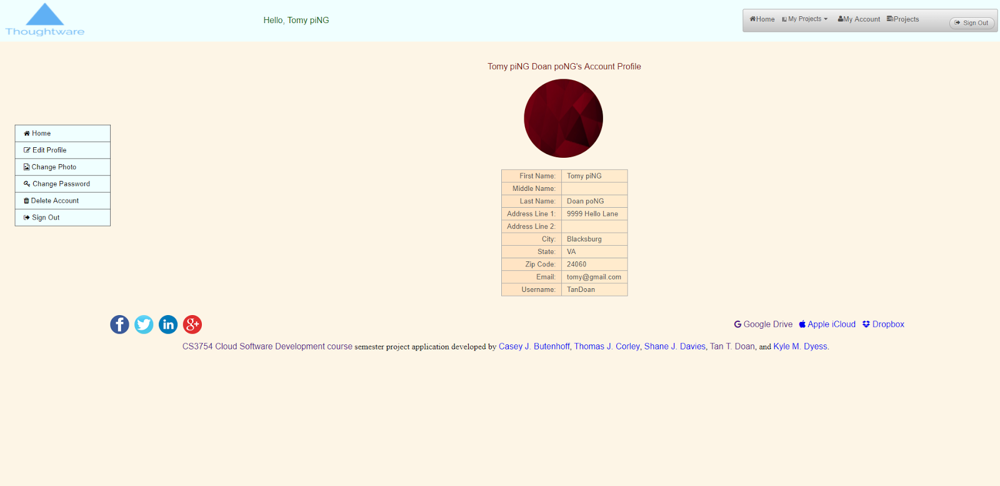 Thoughtware
Hello, Tomy piNG
Home My Projects My Account Projects Sign Out
Tomy piNG Doan poNG's Account Profile
Home
Edit Profile
Change Photo
Change Password
Delete Account
Sign Out
First Name: Tomy piNG
Middle Name:
Last Name: Doan poNG
Address Line 1: 9999 Hello Lane
Address Line 2:
City: Blacksburg
State: VA
Zip Code: 24060
Email: tomy@gmail.com
Username: TanDoan
f in g+ Google Drive Apple iCloud Dropbox
CS3754 Cloud Software Development course semester project application developed by Casey J. Butenhoff, Thomas J. Corley, Shane J. Davies, Tan T. Doan, and Kyle M. Dyess.